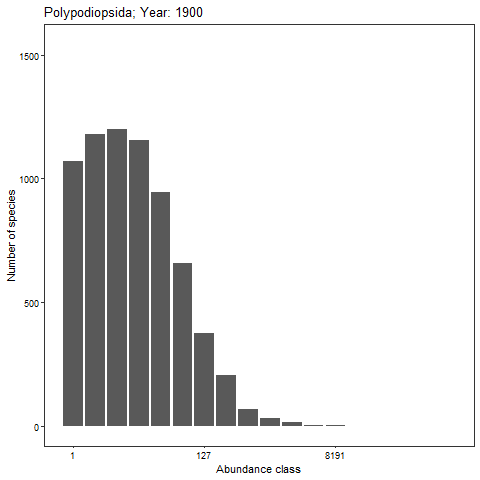 Polypodiopsida; Year: 1900
Number of species
1500
1000
500
0
1 127 8191
Abundance class